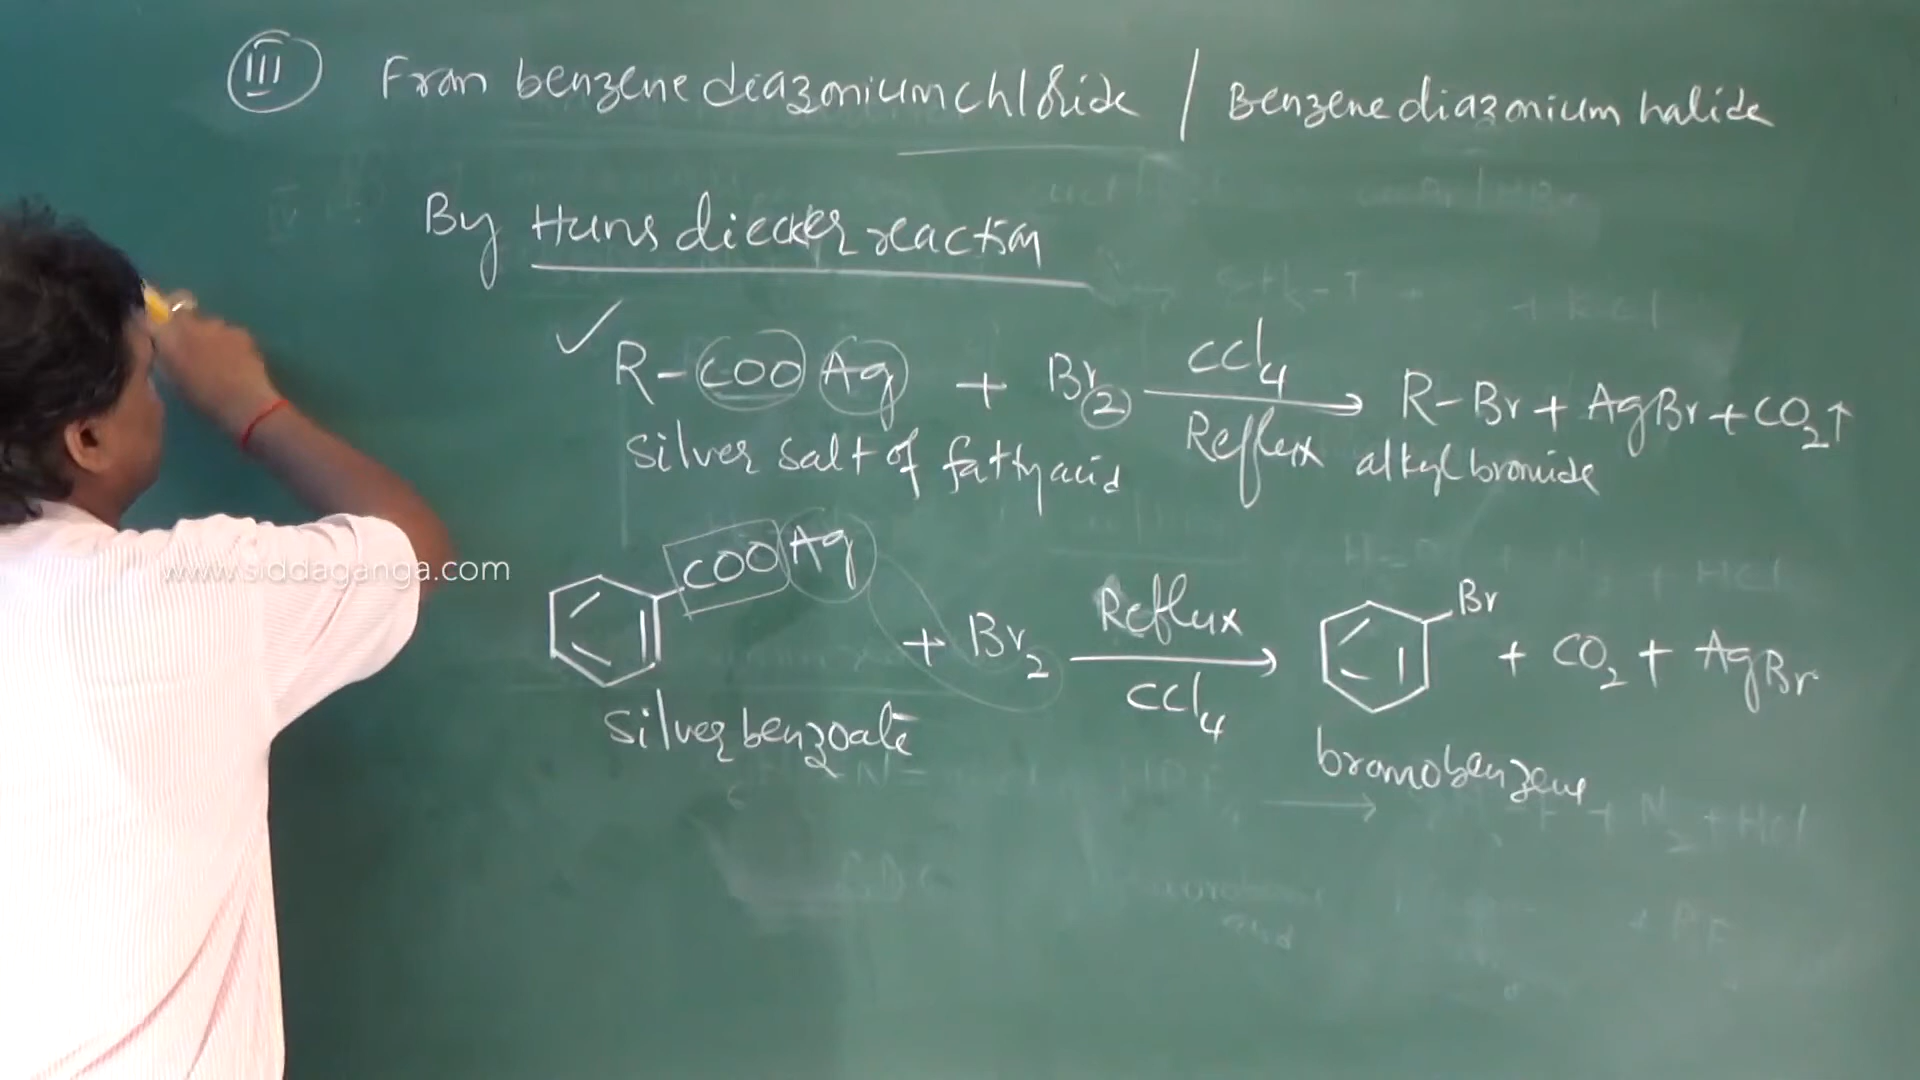 III From benzene diazonium chloride / Benzene diazonium halide
By Hunsdiecker reaction
✓ R-COOAg + Br2 CCl4 Reflux → R-Br + AgBr + CO2↑
silver salt of fatty acid alkyl bromide
COOAg + Br2 Reflux CCl4 → Br + CO2 + AgBr
silver benzoate
bromobenzene
www.siddaganga.com